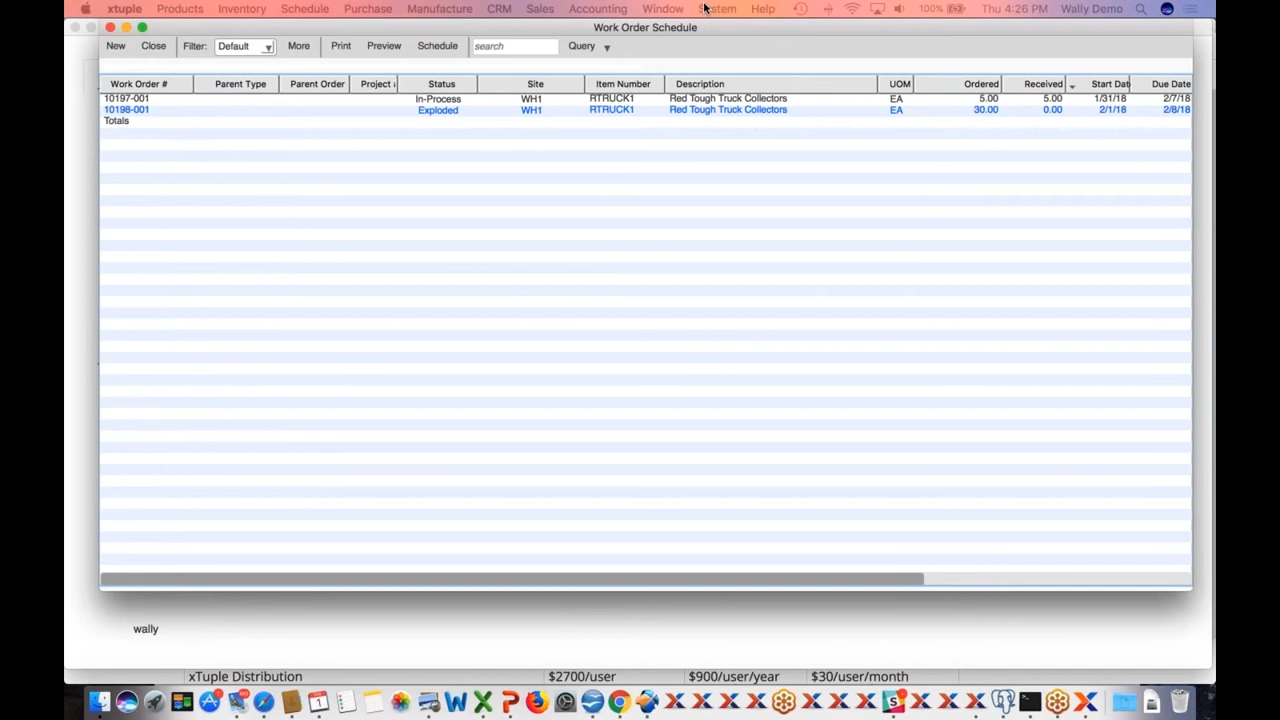 xtuple Products Inventory Schedule Purchase Manufacture CRM Sales Accounting Window System Help 100% Thu 4:26 PM Wally Demo
Work Order Schedule
New Close Filter: Default More Print Preview Schedule search Query
Work Order # Parent Type Parent Order Project Status Site Item Number Description UOM Ordered Received Start Dat Due Date
10197-001 In-Process WH1 RTRUCK1 Red Tough Truck Collectors EA 5.00 5.00 1/31/18 2/7/18
10198-001 Exploded WH1 RTRUCK1 Red Tough Truck Collectors EA 30.00 0.00 2/1/18 2/8/18
Totals
wally
xTuple Distribution $2700/user $900/user/year $30/user/month